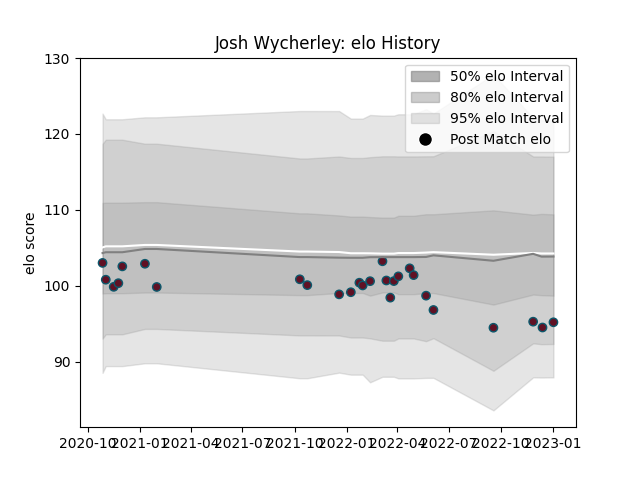 Josh Wycherley: elo History
130
120
110
100
90
elo score
50% elo Interval
80% elo Interval
95% elo Interval
Post Match elo
2020-10 2021-01 2021-04 2021-07 2021-10 2022-01 2022-04 2022-07 2022-10 2023-01